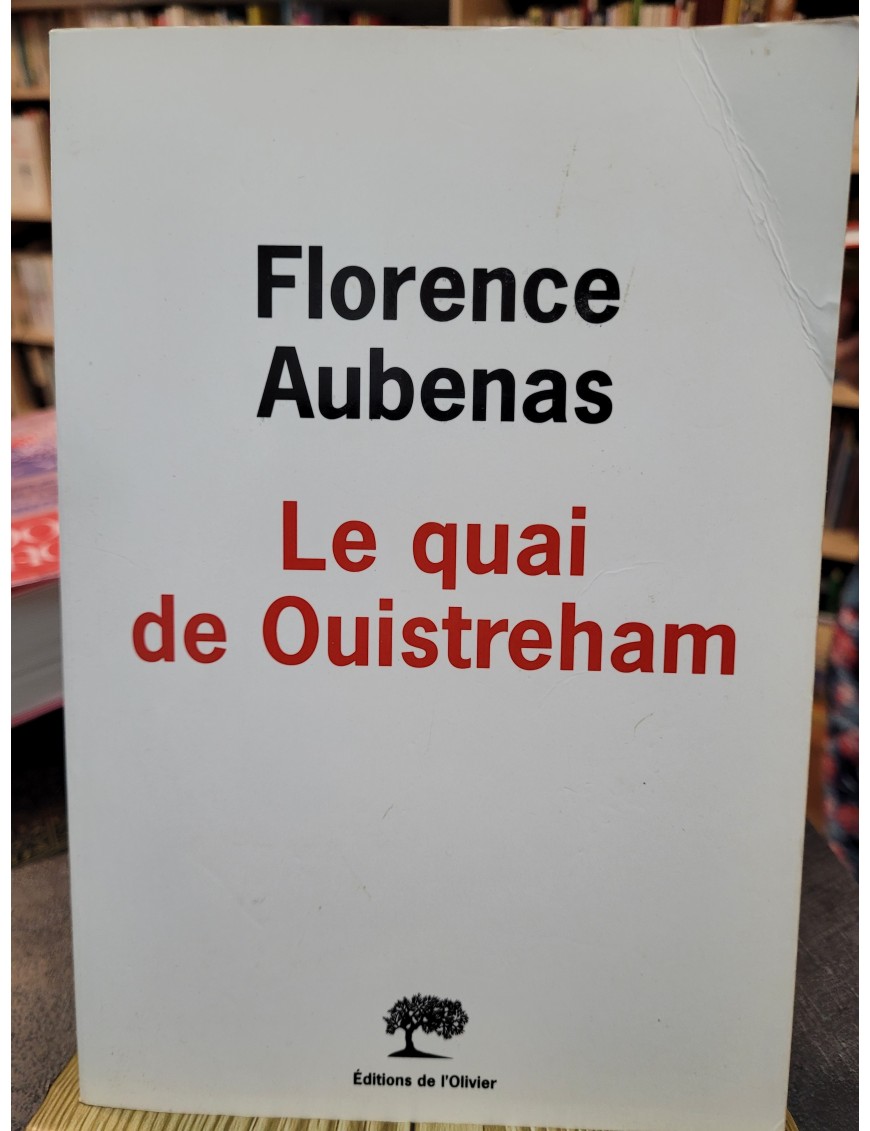 Florence
Aubenas
Le quai
de Ouistreham
Éditions de l'Olivier